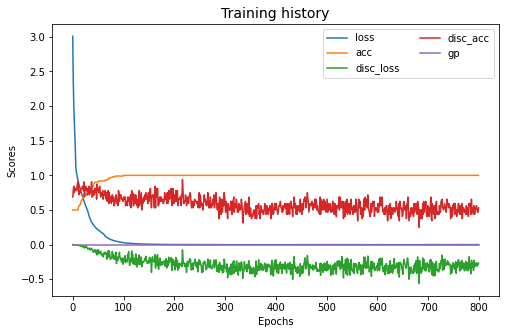 Training history
loss
acc
disc_loss
disc_acc
gp
Scores
3.0
2.5
2.0
1.5
1.0
0.5
0.0
−0.5
0 100 200 300 400 500 600 700 800
Epochs